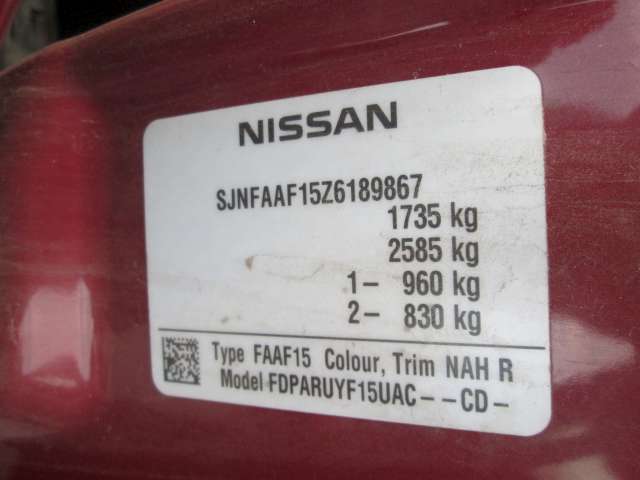 NISSAN
SJNFAAF15Z6189867
1735 kg
2585 kg
1– 960 kg
2– 830 kg
Type FAAF15 Colour, Trim NAH R
Model FDPARUYF15UAC––CD–